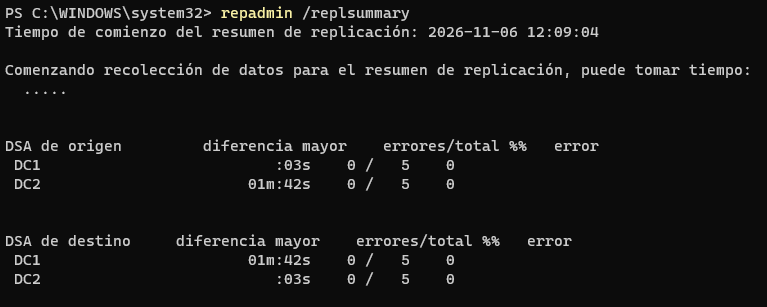 PS C:\WINDOWS\system32> repadmin /replsummary
Tiempo de comienzo del resumen de replicación: 2026-11-06 12:09:04
Comenzando recolección de datos para el resumen de replicación, puede tomar tiempo:
.....
DSA de origen          diferencia mayor    errores/total %%   error
DC1                          :03s    0 /   5    0
DC2                       01m:42s    0 /   5    0
DSA de destino     diferencia mayor    errores/total %%   error
DC1                       01m:42s    0 /   5    0
DC2                          :03s    0 /   5    0